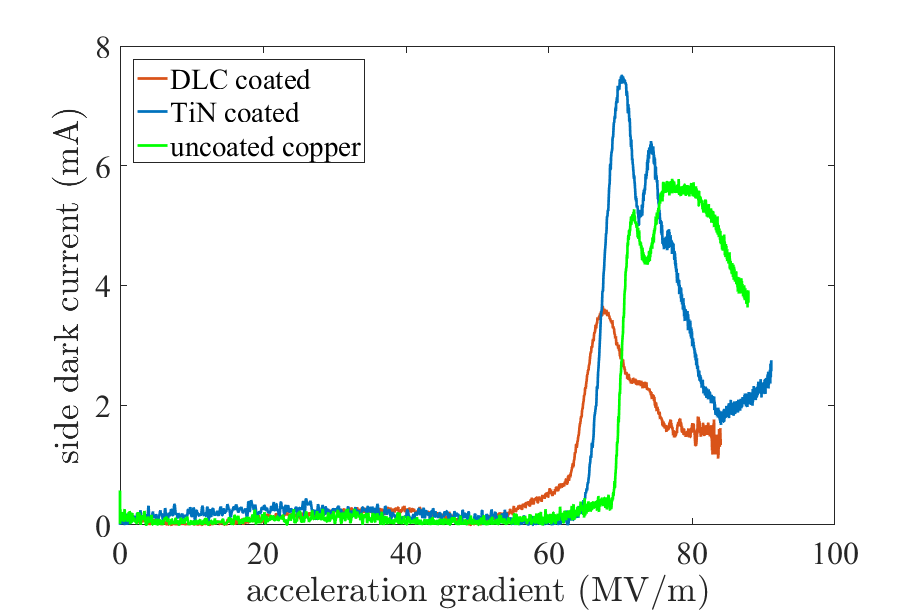 8
6
4
2
0
0 20 40 60 80 100
side dark current (mA)
acceleration gradient (MV/m)
DLC coated
TiN coated
uncoated copper